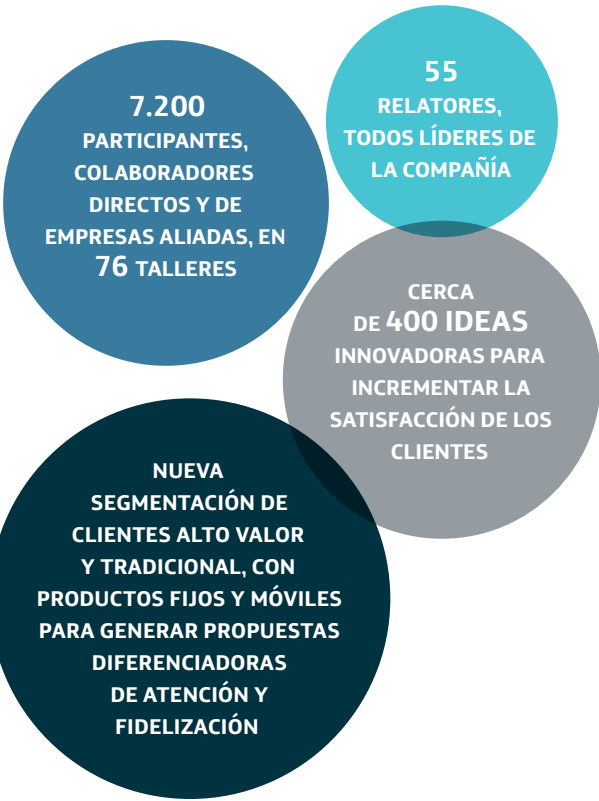 7.200
PARTICIPANTES,
COLABORADORES
DIRECTOS Y DE
EMPRESAS ALIADAS, EN
76 TALLERES
55
RELATORES,
TODOS LÍDERES DE
LA COMPAÑÍA
CERCA
DE 400 IDEAS
INNOVADORAS PARA
INCREMENTAR LA
SATISFACCIÓN DE LOS
CLIENTES
NUEVA
SEGMENTACIÓN DE
CLIENTES ALTO VALOR
Y TRADICIONAL, CON
PRODUCTOS FIJOS Y MÓVILES
PARA GENERAR PROPUESTAS
DIFERENCIADORAS
DE ATENCIÓN Y
FIDELIZACIÓN